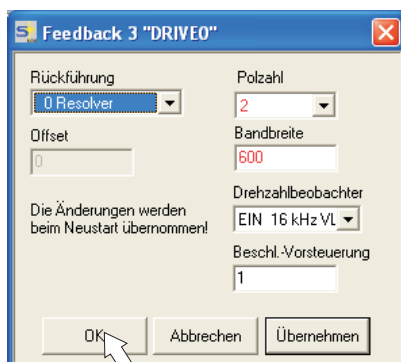 Feedback 3 "DRIVE0"
Rückführung
0 Resolver
Offset
0
Die Änderungen werden
beim Neustart übernommen!
Polzahl
2
Bandbreite
600
Drehzahlbeobachter
EIN 16 kHz VL
Beschl.-Vorsteuerung
1
OK
Abbrechen
Übernehmen